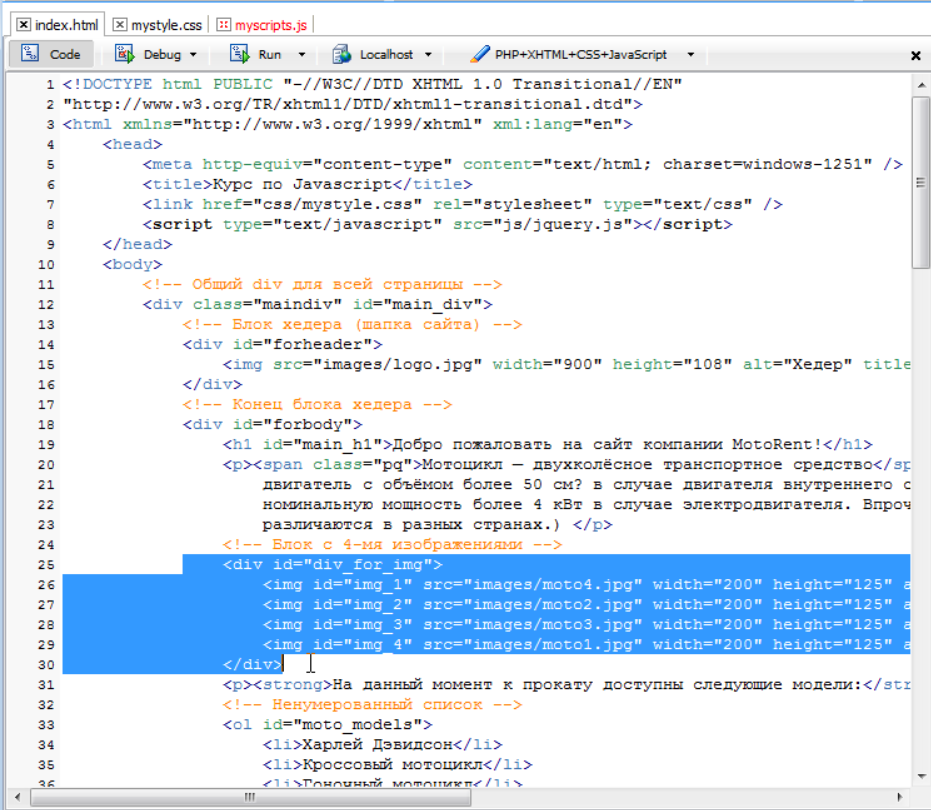 index.html mystyle.css myscripts.js
Code Debug Run Localhost PHP+XHTML+CSS+JavaScript
1 <!DOCTYPE html PUBLIC "-//W3C//DTD XHTML 1.0 Transitional//EN"
2 "http://www.w3.org/TR/xhtml1/DTD/xhtml1-transitional.dtd">
3 <html xmlns="http://www.w3.org/1999/xhtml" xml:lang="en">
4 <head>
5 <meta http-equiv="content-type" content="text/html; charset=windows-1251" />
6 <title>Курс по Javascript</title>
7 <link href="css/mystyle.css" rel="stylesheet" type="text/css" />
8 <script type="text/javascript" src="js/jquery.js"></script>
9 </head>
10 <body>
11 <!-- Общий div для всей страницы -->
12 <div class="maindiv" id="main_div">
13 <!-- Блок хедера (шапка сайта) -->
14 <div id="forheader">
15 <img src="images/logo.jpg" width="900" height="108" alt="Хедер" title
16 </div>
17 <!-- Конец блока хедера -->
18 <div id="forbody">
19 <h1 id="main_h1">Добро пожаловать на сайт компании MotoRent!</h1>
20 <p><span class="pq">Мотоцикл — двухколёсное транспортное средство</sp
21 двигатель с объёмом более 50 см? в случае двигателя внутреннего с
22 номинальную мощность более 4 кВт в случае электродвигателя. Впроч
23 различаются в разных странах.) </p>
24 <!-- Блок с 4-мя изображениями -->
25 <div id="div_for_img">
26 <img id="img_1" src="images/moto4.jpg" width="200" height="125" a
27 <img id="img_2" src="images/moto2.jpg" width="200" height="125" a
28 <img id="img_3" src="images/moto3.jpg" width="200" height="125" a
29 <img id="img_4" src="images/moto1.jpg" width="200" height="125" a
30 </div>
31 <p><strong>На данный момент к прокату доступны следующие модели:</str
32 <!-- Ненумерованный список -->
33 <ol id="moto_models">
34 <li>Харлей Дэвидсон</li>
35 <li>Кроссовый мотоцикл</li>
36 <li>Гоночный мотоцикл</li>